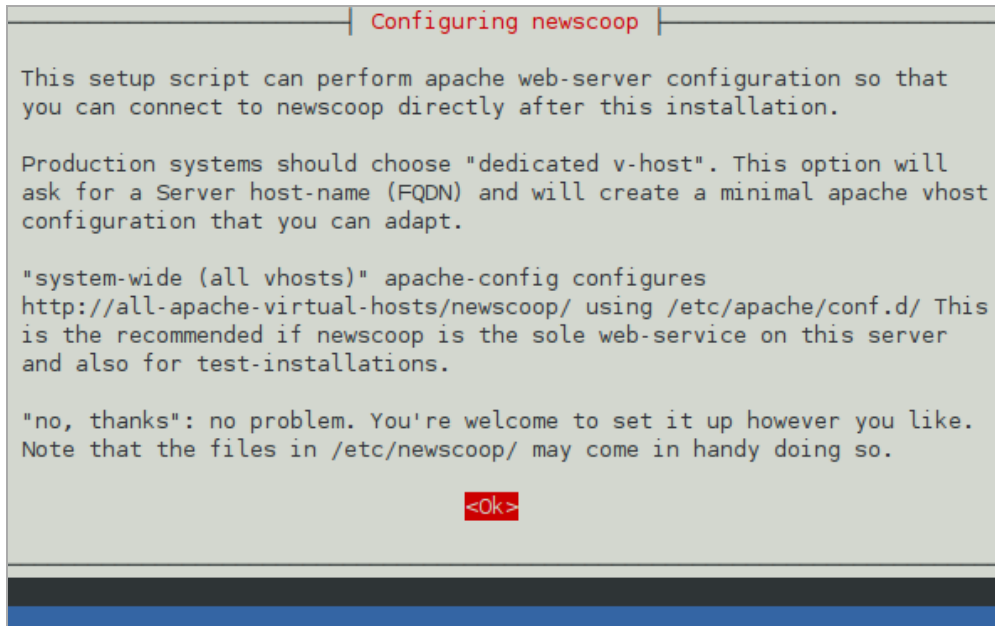 Configuring newscoop
This setup script can perform apache web-server configuration so that
you can connect to newscoop directly after this installation.
Production systems should choose "dedicated v-host". This option will
ask for a Server host-name (FQDN) and will create a minimal apache vhost
configuration that you can adapt.
"system-wide (all vhosts)" apache-config configures
http://all-apache-virtual-hosts/newscoop/ using /etc/apache/conf.d/ This
is the recommended if newscoop is the sole web-service on this server
and also for test-installations.
"no, thanks": no problem. You're welcome to set it up however you like.
Note that the files in /etc/newscoop/ may come in handy doing so.
<Ok>